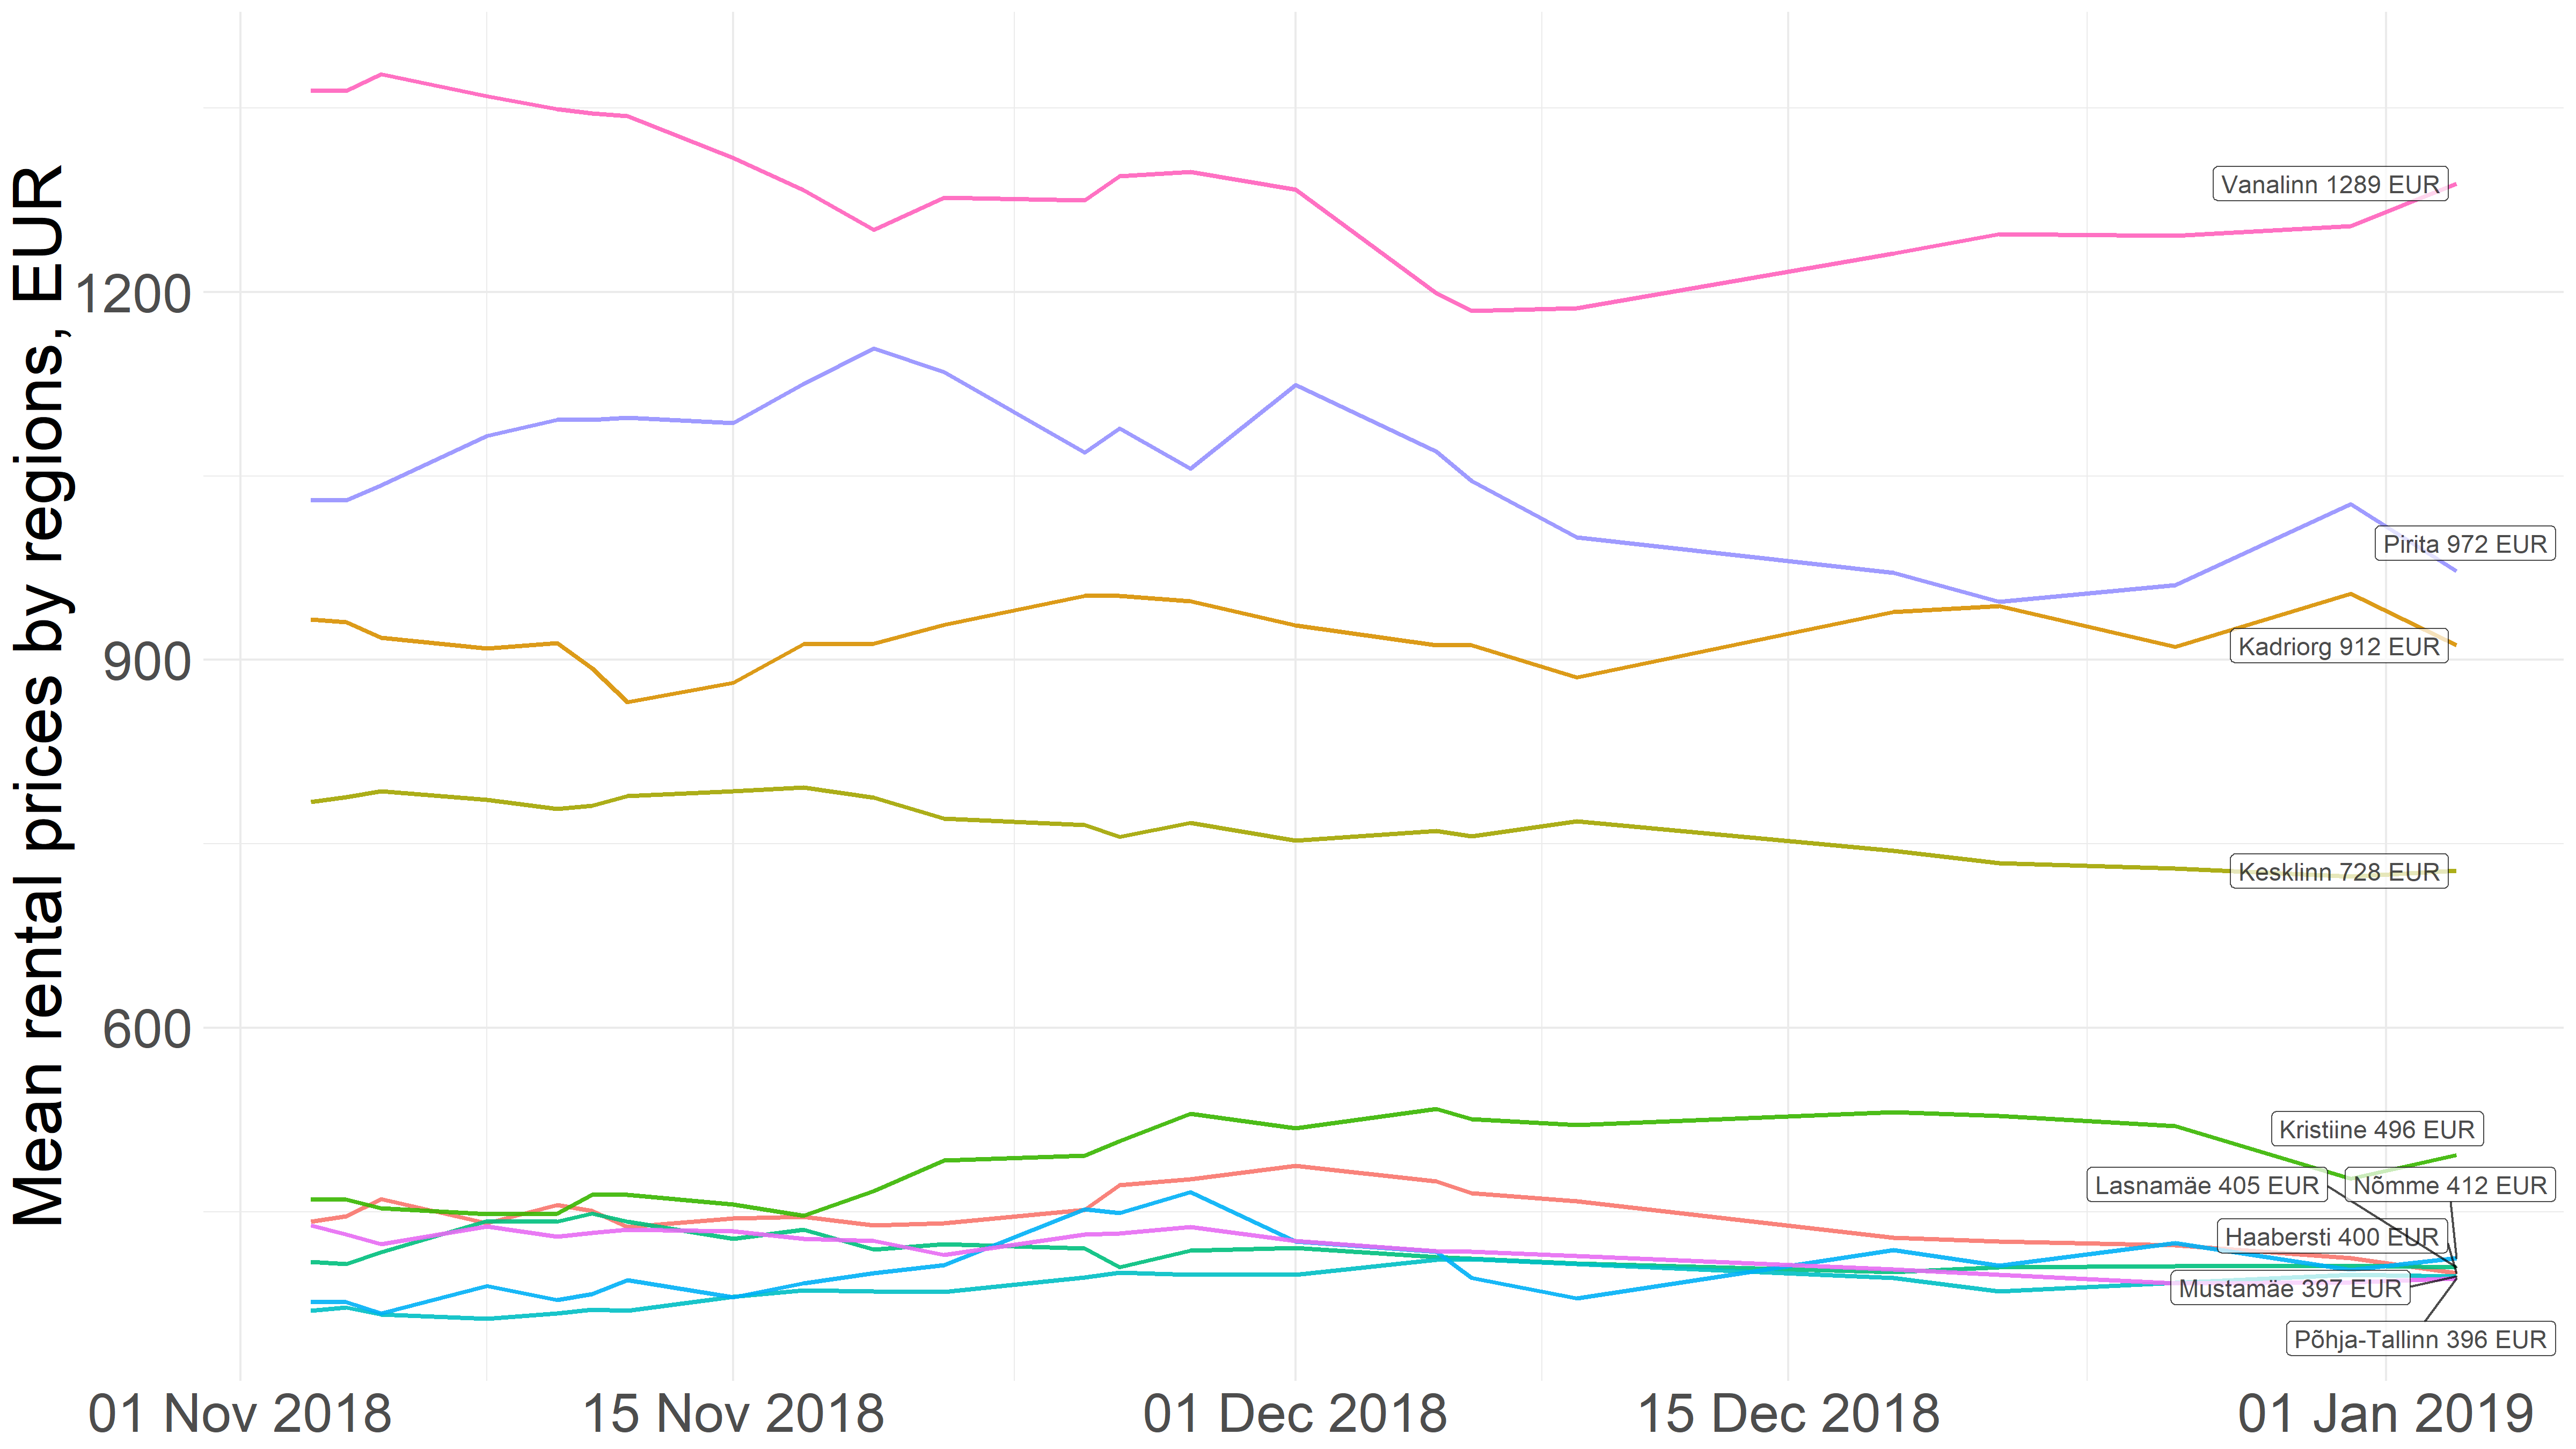 Mean rental prices by regions, EUR
1200
900
600
Vanalinn 1289 EUR
Pirita 972 EUR
Kadriorg 912 EUR
Kesklinn 728 EUR
Kristiine 496 EUR
Lasnamäe 405 EUR
Nõmme 412 EUR
Haabersti 400 EUR
Mustamäe 397 EUR
Põhja-Tallinn 396 EUR
01 Nov 2018
15 Nov 2018
01 Dec 2018
15 Dec 2018
01 Jan 2019